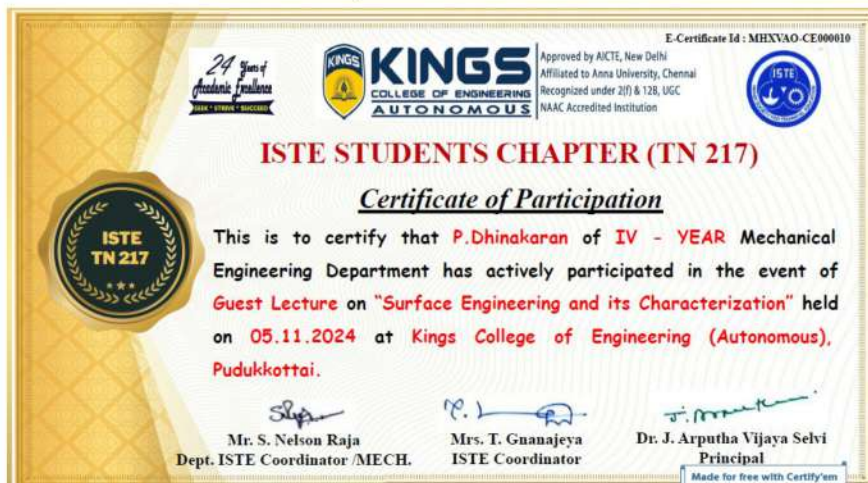 E-Certificate Id : MHXVAO-CE000010
24 Years of
Academic Excellence
SEEK * STRIVE * SUCCEED
KINGS
KINGS
COLLEGE OF ENGINEERING
AUTONOMOUS
Approved by AICTE, New Delhi
Affiliated to Anna University, Chennai
Recognized under 2(f) & 12B, UGC
NAAC Accredited Institution
ISTE
ISTE STUDENTS CHAPTER (TN 217)
Certificate of Participation
ISTE
TN 217
This is to certify that P.Dhinakaran of IV - YEAR Mechanical
Engineering Department has actively participated in the event of
Guest Lecture on "Surface Engineering and its Characterization" held
on 05.11.2024 at Kings College of Engineering (Autonomous),
Pudukkottai.
Mr. S. Nelson Raja
Dept. ISTE Coordinator /MECH.
Mrs. T. Gnanajeya
ISTE Coordinator
Dr. J. Arputha Vijaya Selvi
Principal
Made for free with Certify'em